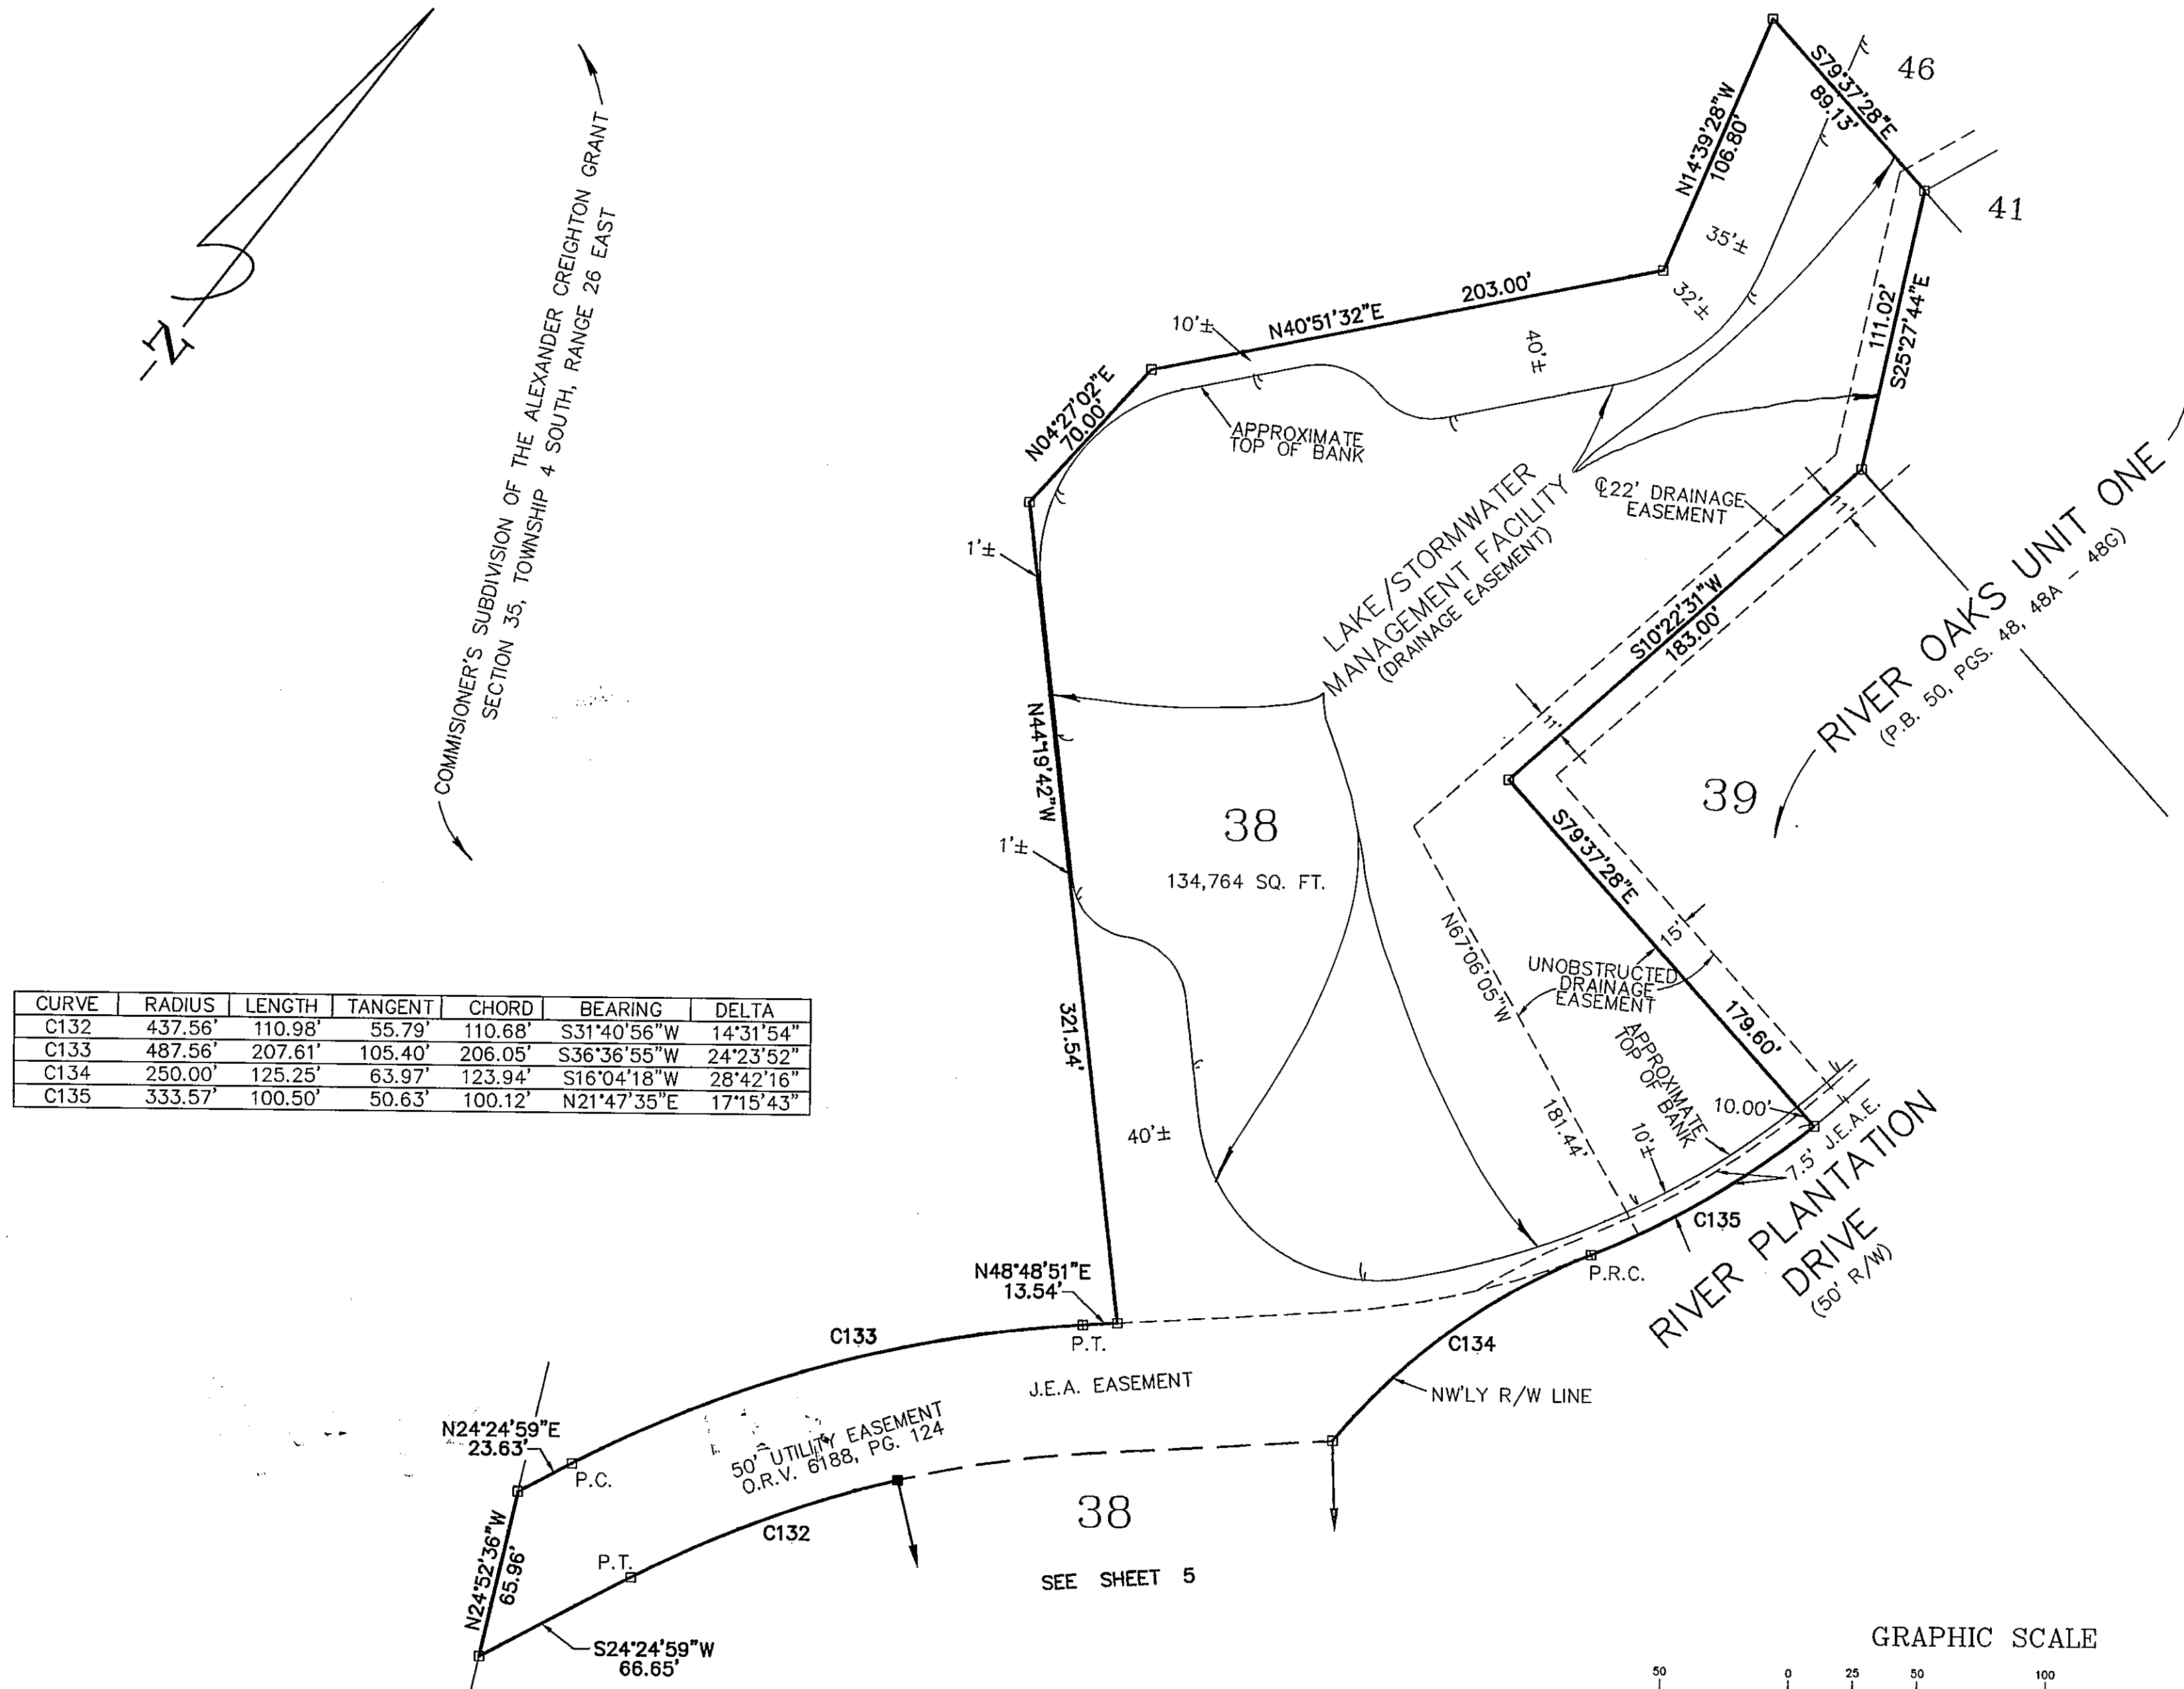 -N-
COMMISIONER'S SUBDIVISION OF THE ALEXANDER CREIGHTON GRANT
SECTION 35, TOWNSHIP 4 SOUTH, RANGE 26 EAST
S79°37'28"E
89.13'
46
41
N14°39'28"W
106.80'
35'±
32'±
203.00'
N40°51'32"E
10'±
40'±
111.02'
S25°27'44"E
N04°27'02"E
70.00'
APPROXIMATE
TOP OF BANK
1'±
LAKE/STORMWATER
MANAGEMENT FACILITY
(DRAINAGE EASEMENT)
℄22' DRAINAGE
EASEMENT
11'
S10°22'31"W
183.00'
11'
RIVER OAKS UNIT ONE
(P.B. 50, PGS. 48, 48A - 48G)
39
N44°19'42"W
321.54'
1'±
38
134,764 SQ. FT.
S79°37'28"E
179.60'
15'
N67°06'05"W
181.44'
UNOBSTRUCTED
DRAINAGE
EASEMENT
APPROXIMATE
TOP OF
BANK
10'±
10.00'
7.5' J.E.A.E.
40'±
C135
P.R.C.
RIVER PLANTATION
DRIVE
(50' R/W)
CURVE RADIUS LENGTH TANGENT CHORD BEARING DELTA
C132 437.56' 110.98' 55.79' 110.68' S31°40'56"W 14°31'54"
C133 487.56' 207.61' 105.40' 206.05' S36°36'55"W 24°23'52"
C134 250.00' 125.25' 63.97' 123.94' S16°04'18"W 28°42'16"
C135 333.57' 100.50' 50.63' 100.12' N21°47'35"E 17°15'43"
N48°48'51"E
13.54'
C133
P.T.
C134
J.E.A. EASEMENT
NW'LY R/W LINE
N24°24'59"E
23.63'
P.C.
50' UTILITY EASEMENT
O.R.V. 6188, PG. 124
C132
38
P.T.
SEE SHEET 5
N24°52'36"W
65.96'
S24°24'59"W
66.65'
GRAPHIC SCALE
50 0 25 50 100